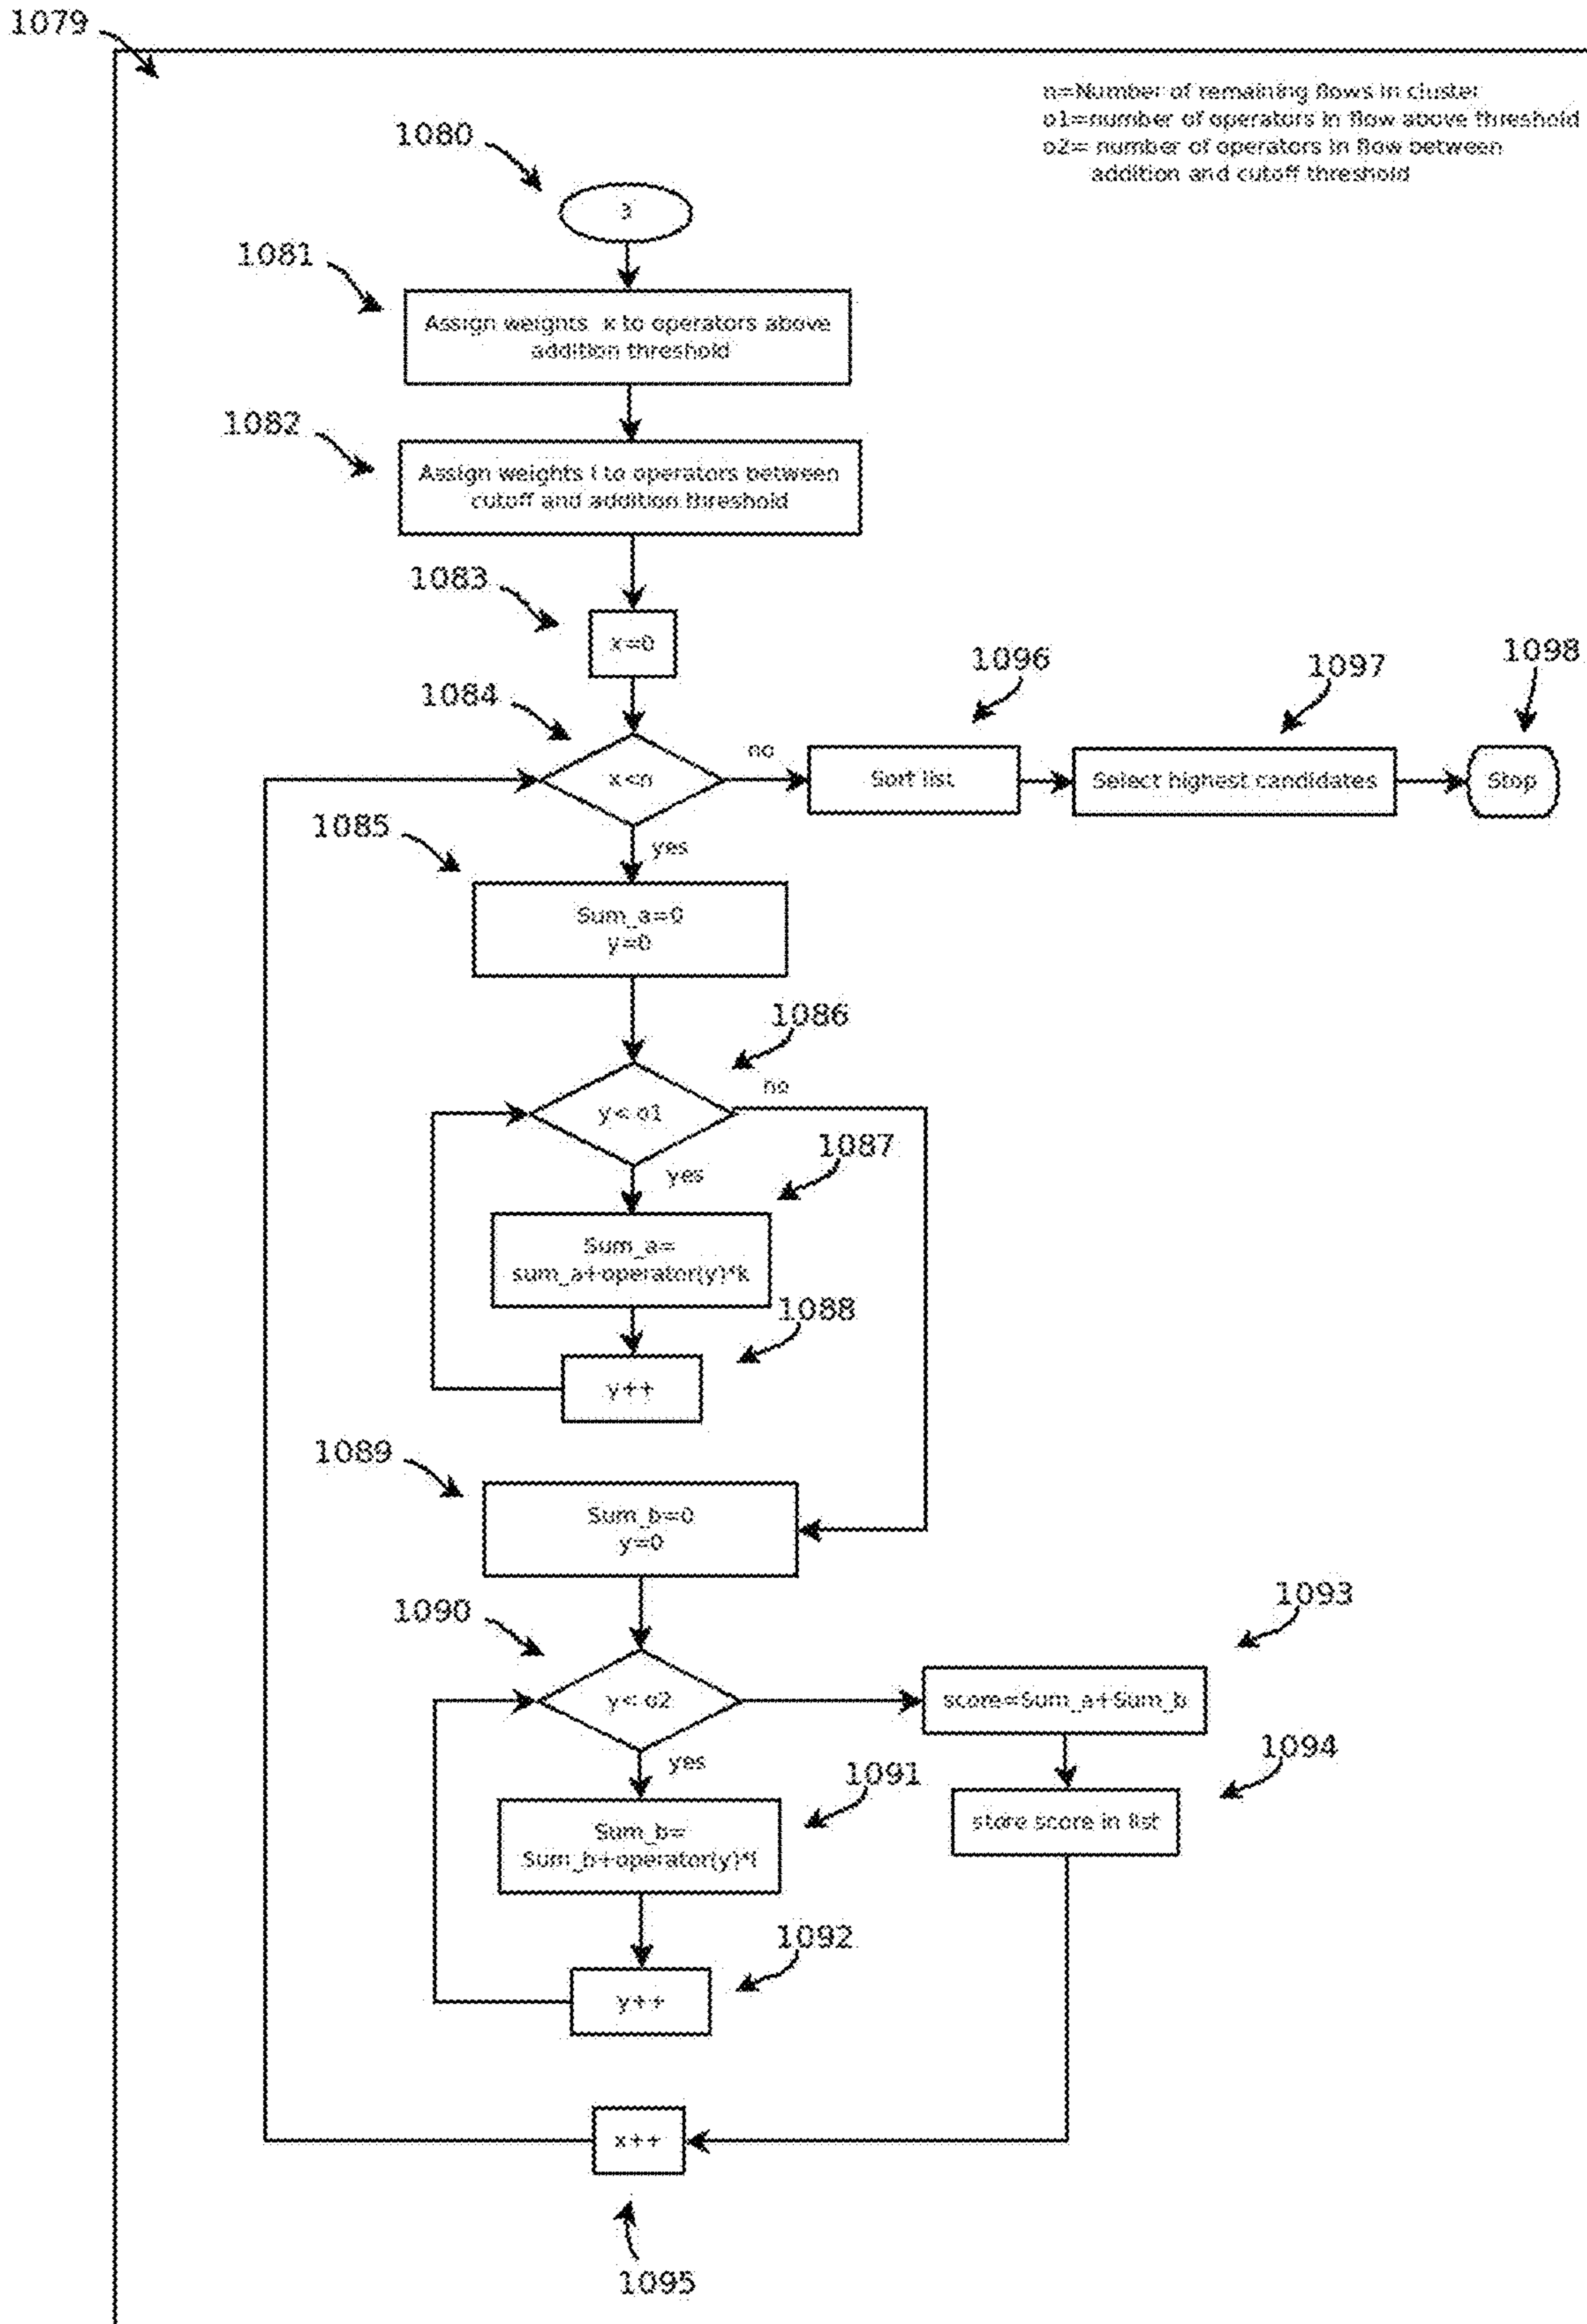 1079
n=Number of remaining flows in cluster
o1=number of operators in flow above threshold
o2= number of operators in flow between
addition and cutoff threshold
1080
3
1081
Assign weights k to operators above
addition threshold
1082
Assign weights l to operators between
cutoff and addition threshold
1083
x=0
1084
x<n
no
1096
Sort list
1097
Select highest candidates
1098
Stop
yes
1085
Sum_a=0
y=0
1086
y< o1
no
yes
1087
Sum_a=
sum_a+operator(y)*k
1088
y++
1089
Sum_b=0
y=0
1090
y< o2
1093
score=Sum_a+Sum_b
yes
1094
store score in list
1091
Sum_b=
Sum_b+operator(y)*l
1092
y++
x++
1095